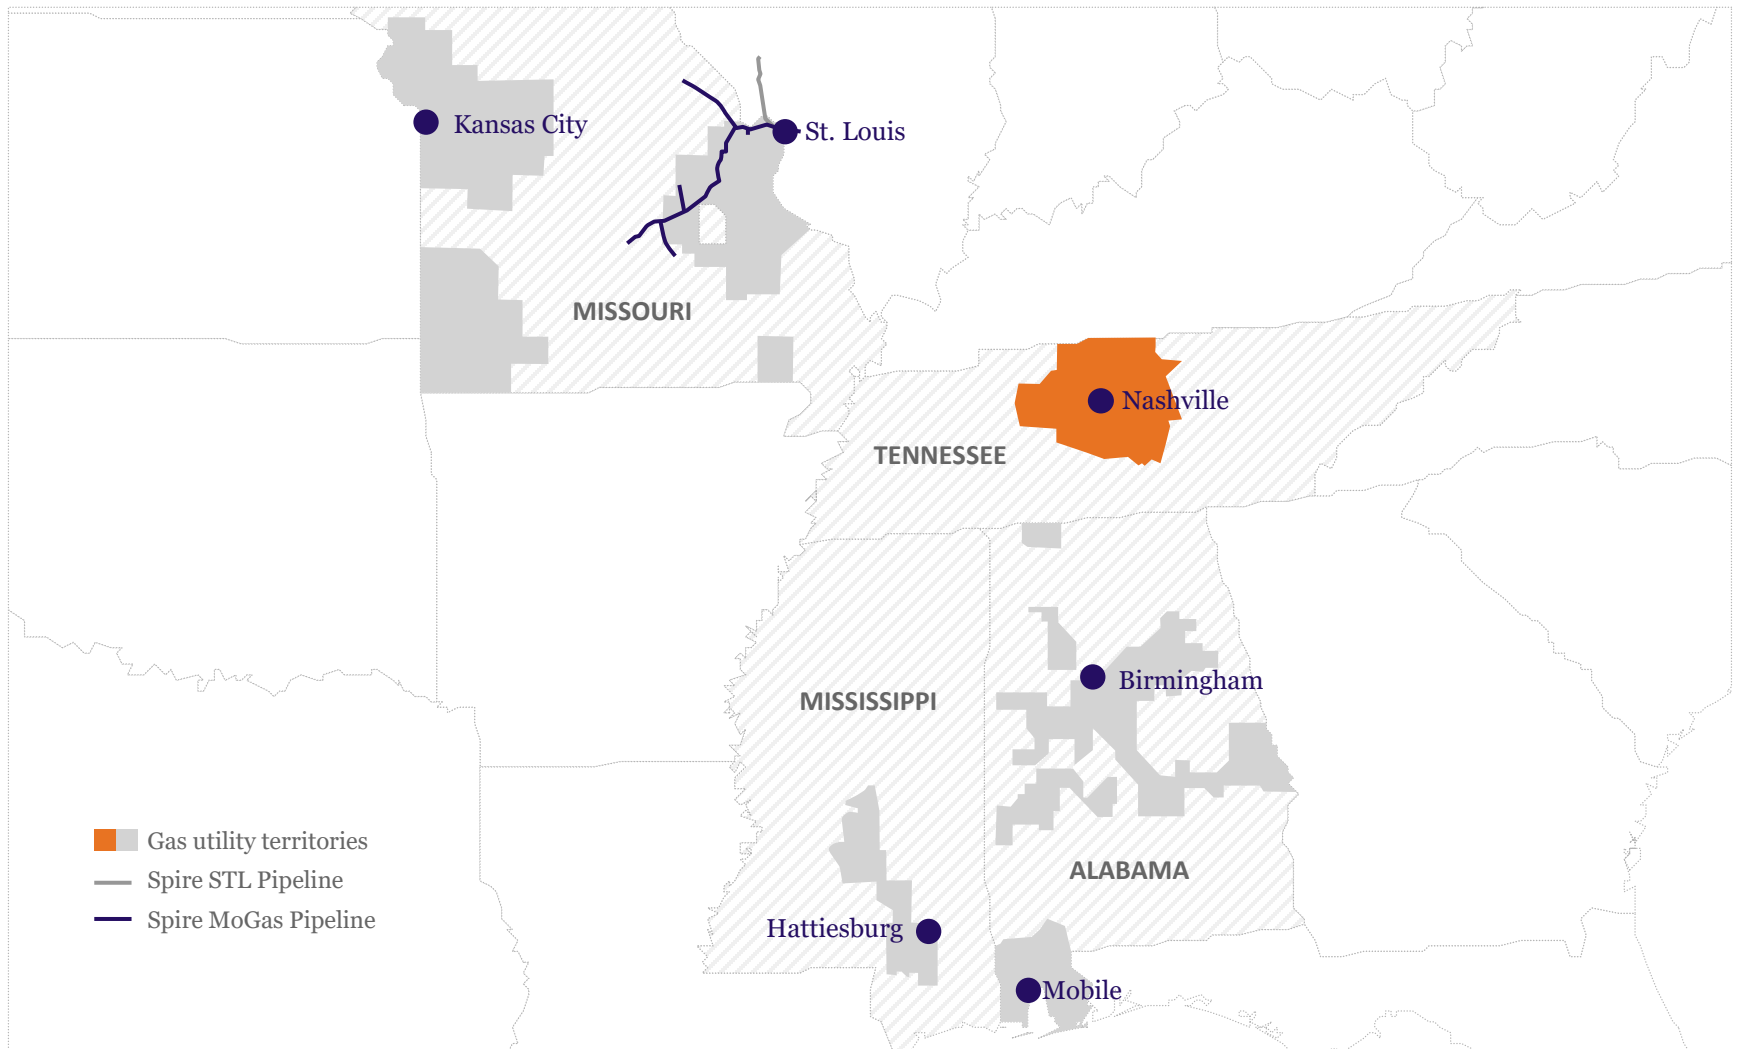 Kansas City
St. Louis
MISSOURI
Nashville
TENNESSEE
Birmingham
MISSISSIPPI
Gas utility territories
ALABAMA
Spire STL Pipeline
Spire MoGas Pipeline
Hattiesburg
Mobile